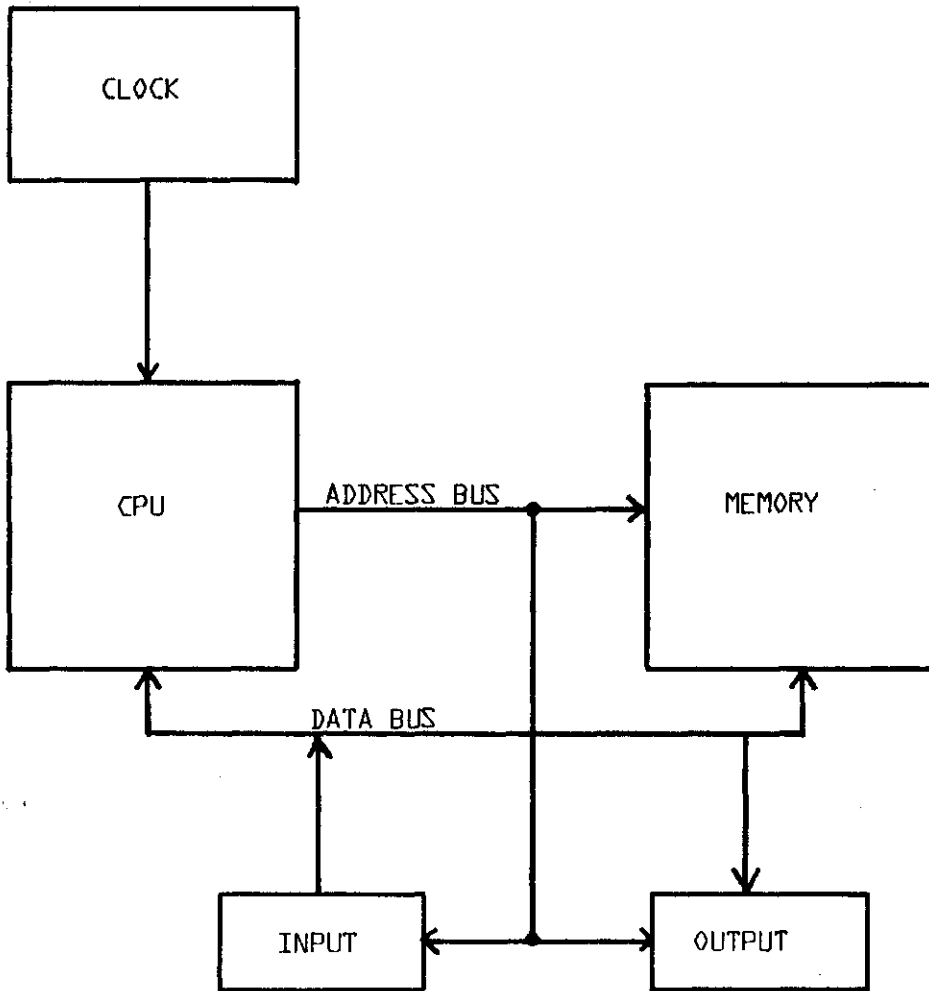 CLOCK
CPU
ADDRESS BUS
MEMORY
DATA BUS
INPUT
OUTPUT